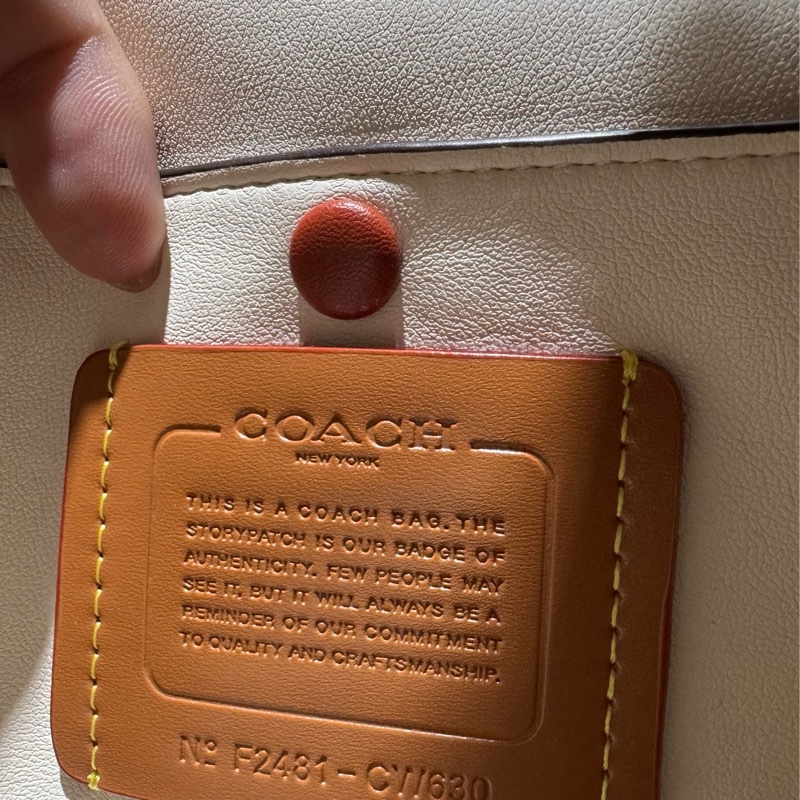 COACH
NEW YORK
THIS IS A COACH BAG. THE
STORYPATCH IS OUR BADGE OF
AUTHENTICITY. FEW PEOPLE MAY
SEE IT, BUT IT WILL ALWAYS BE A
REMINDER OF OUR COMMITMENT
TO QUALITY AND CRAFTSMANSHIP.
Nº F2481-CW630